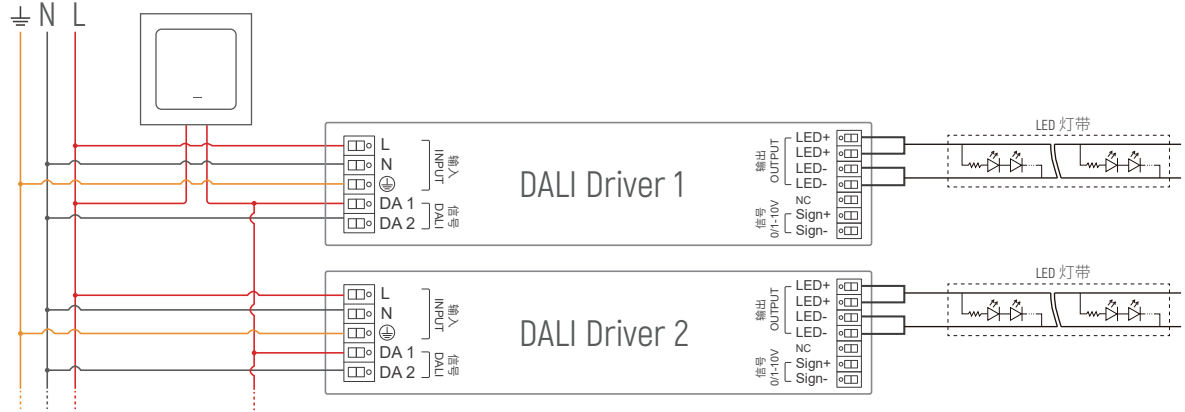 N L
L
N
DA 1
DA 2
INPUT
输入
DALI
信号
DALI Driver 1
输出
OUTPUT
信号
0/1-10V
LED+
LED+
LED-
LED-
NC
Sign+
Sign-
LED 灯带
L
N
DA 1
DA 2
INPUT
输入
DALI
信号
DALI Driver 2
输出
OUTPUT
信号
0/1-10V
LED+
LED+
LED-
LED-
NC
Sign+
Sign-
LED 灯带